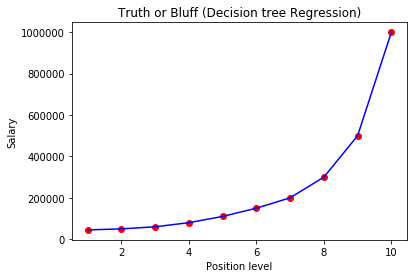 Truth or Bluff (Decision tree Regression)
1000000
800000
600000
400000
200000
0
2 4 6 8 10
Salary
Position level